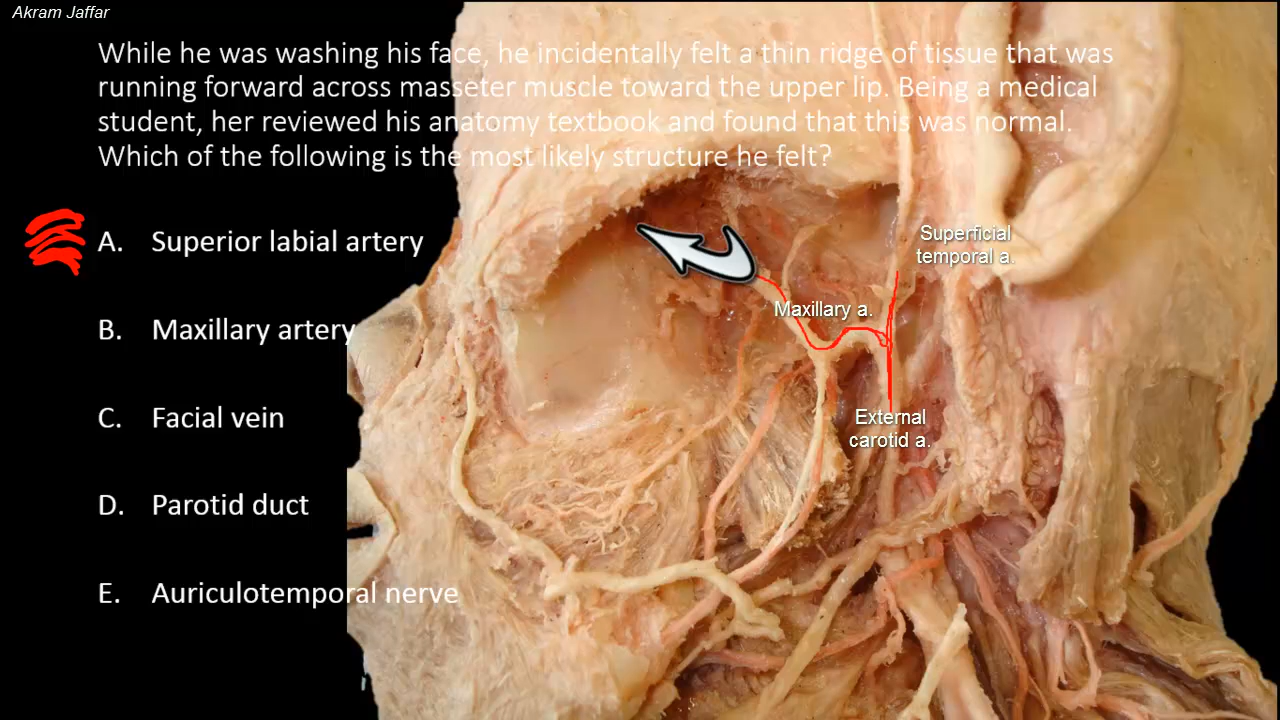 Akram Jaffar
While he was washing his face, he incidentally felt a thin ridge of tissue that was
running forward across masseter muscle toward the upper lip. Being a medical
student, her reviewed his anatomy textbook and found that this was normal.
Which of the following is the most likely structure he felt?
A. Superior labial artery
B. Maxillary artery
C. Facial vein
D. Parotid duct
E. Auriculotemporal nerve
Superficial
temporal a.
Maxillary a.
External
carotid a.